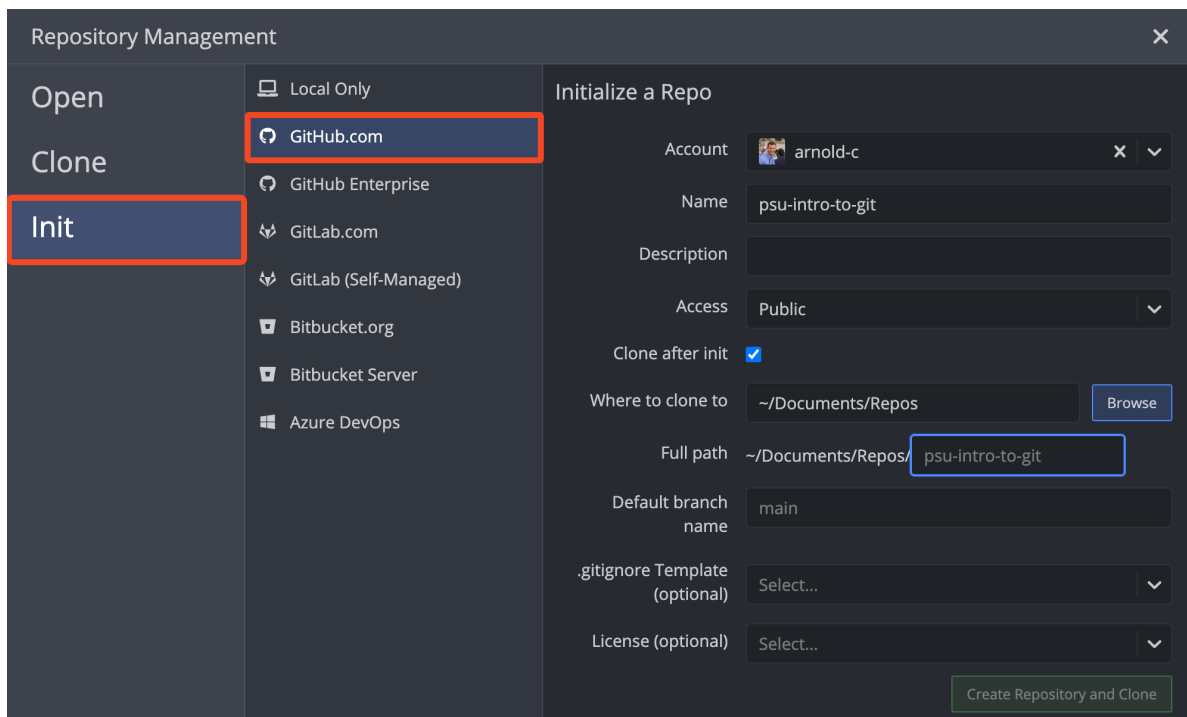 Repository Management
Open
Clone
Init
Local Only
GitHub.com
GitHub Enterprise
GitLab.com
GitLab (Self-Managed)
Bitbucket.org
Bitbucket Server
Azure DevOps
Initialize a Repo
Account arnold-c
Name psu-intro-to-git
Description
Access Public
Clone after init
Where to clone to ~/Documents/Repos Browse
Full path ~/Documents/Repos/ psu-intro-to-git
Default branch
name
main
.gitignore Template
(optional)
Select...
License (optional) Select...
Create Repository and Clone